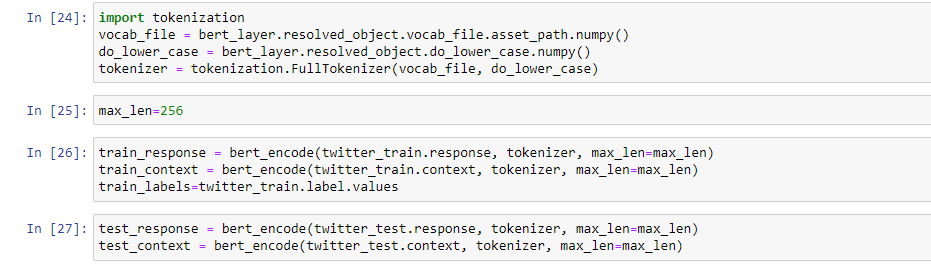 In [24]: import tokenization
vocab_file = bert_layer.resolved_object.vocab_file.asset_path.numpy()
do_lower_case = bert_layer.resolved_object.do_lower_case.numpy()
tokenizer = tokenization.FullTokenizer(vocab_file, do_lower_case)
In [25]: max_len=256
In [26]: train_response = bert_encode(twitter_train.response, tokenizer, max_len=max_len)
train_context = bert_encode(twitter_train.context, tokenizer, max_len=max_len)
train_labels=twitter_train.label.values
In [27]: test_response = bert_encode(twitter_test.response, tokenizer, max_len=max_len)
test_context = bert_encode(twitter_test.context, tokenizer, max_len=max_len)